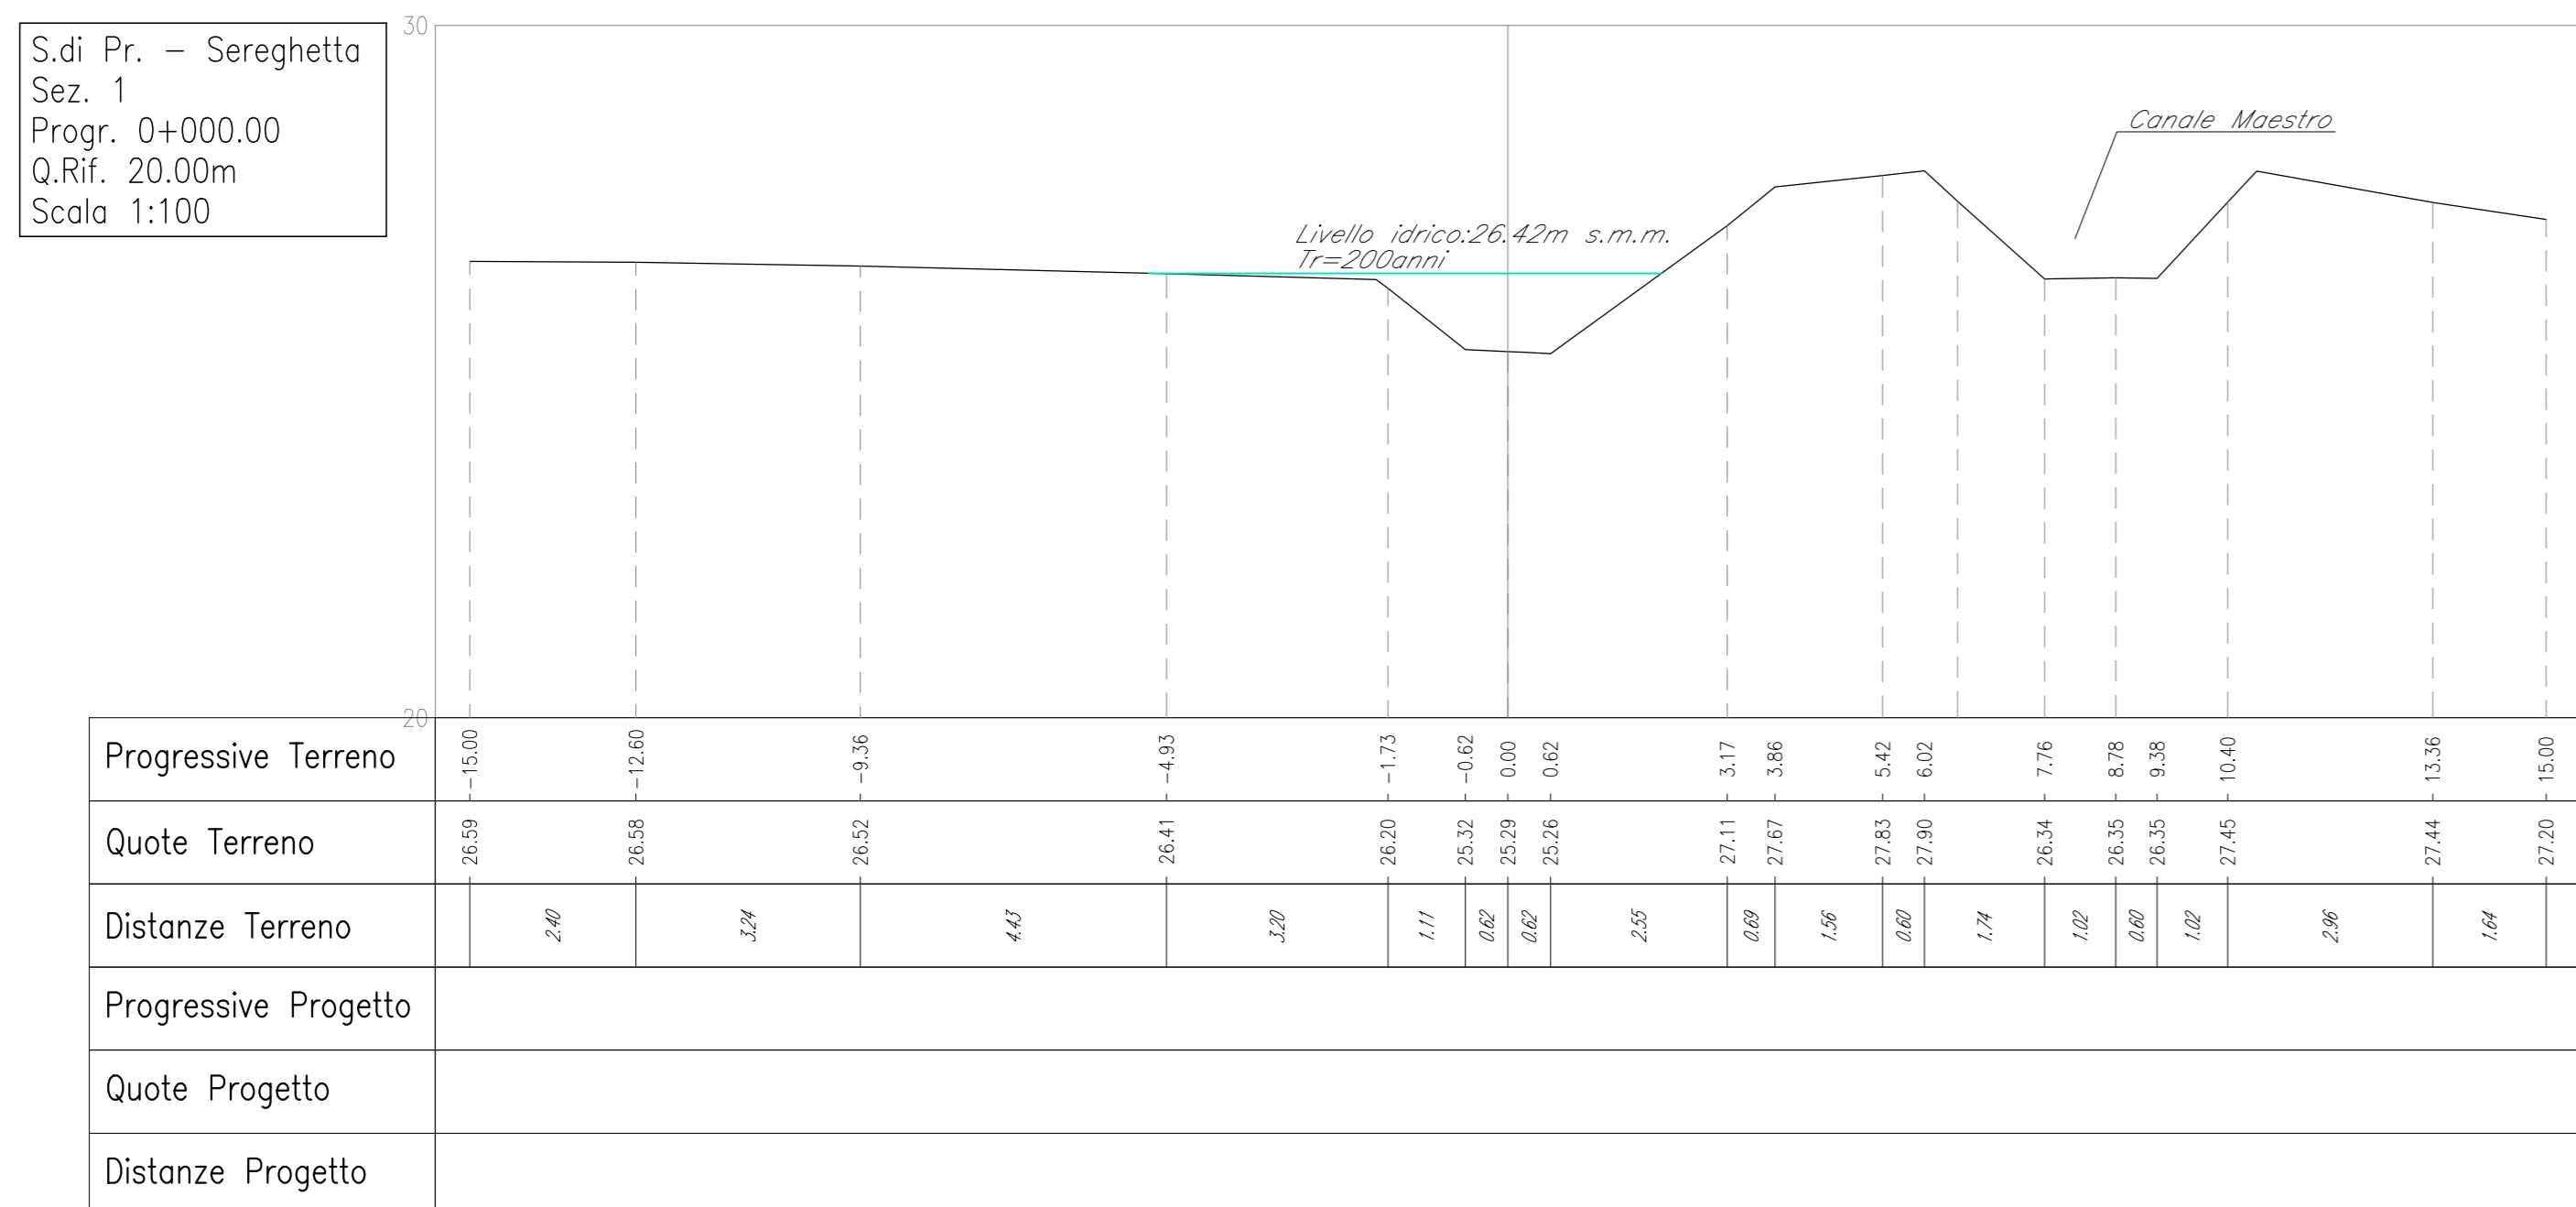 S.di Pr. - Sereghetta
Sez. 1
Progr. 0+000.00
Q.Rif. 20.00m
Scala 1:100
30
Canale Maestro
Livello idrico:26.42m s.m.m.
Tr=200anni
20
Progressive Terreno -15.00 -12.60 -9.36 -4.93 -1.73 -0.62 0.00 0.62 3.17 3.86 5.42 6.02 7.76 8.78 9.38 10.40 13.36 15.00
Quote Terreno 26.59 26.58 26.52 26.41 26.20 25.32 25.29 25.26 27.11 27.67 27.83 27.90 26.34 26.35 26.35 27.45 27.44 27.20
Distanze Terreno 2.40 3.24 4.43 3.20 1.11 0.62 0.62 2.55 0.69 1.56 0.60 1.74 1.02 0.60 1.02 2.96 1.64
Progressive Progetto
Quote Progetto
Distanze Progetto